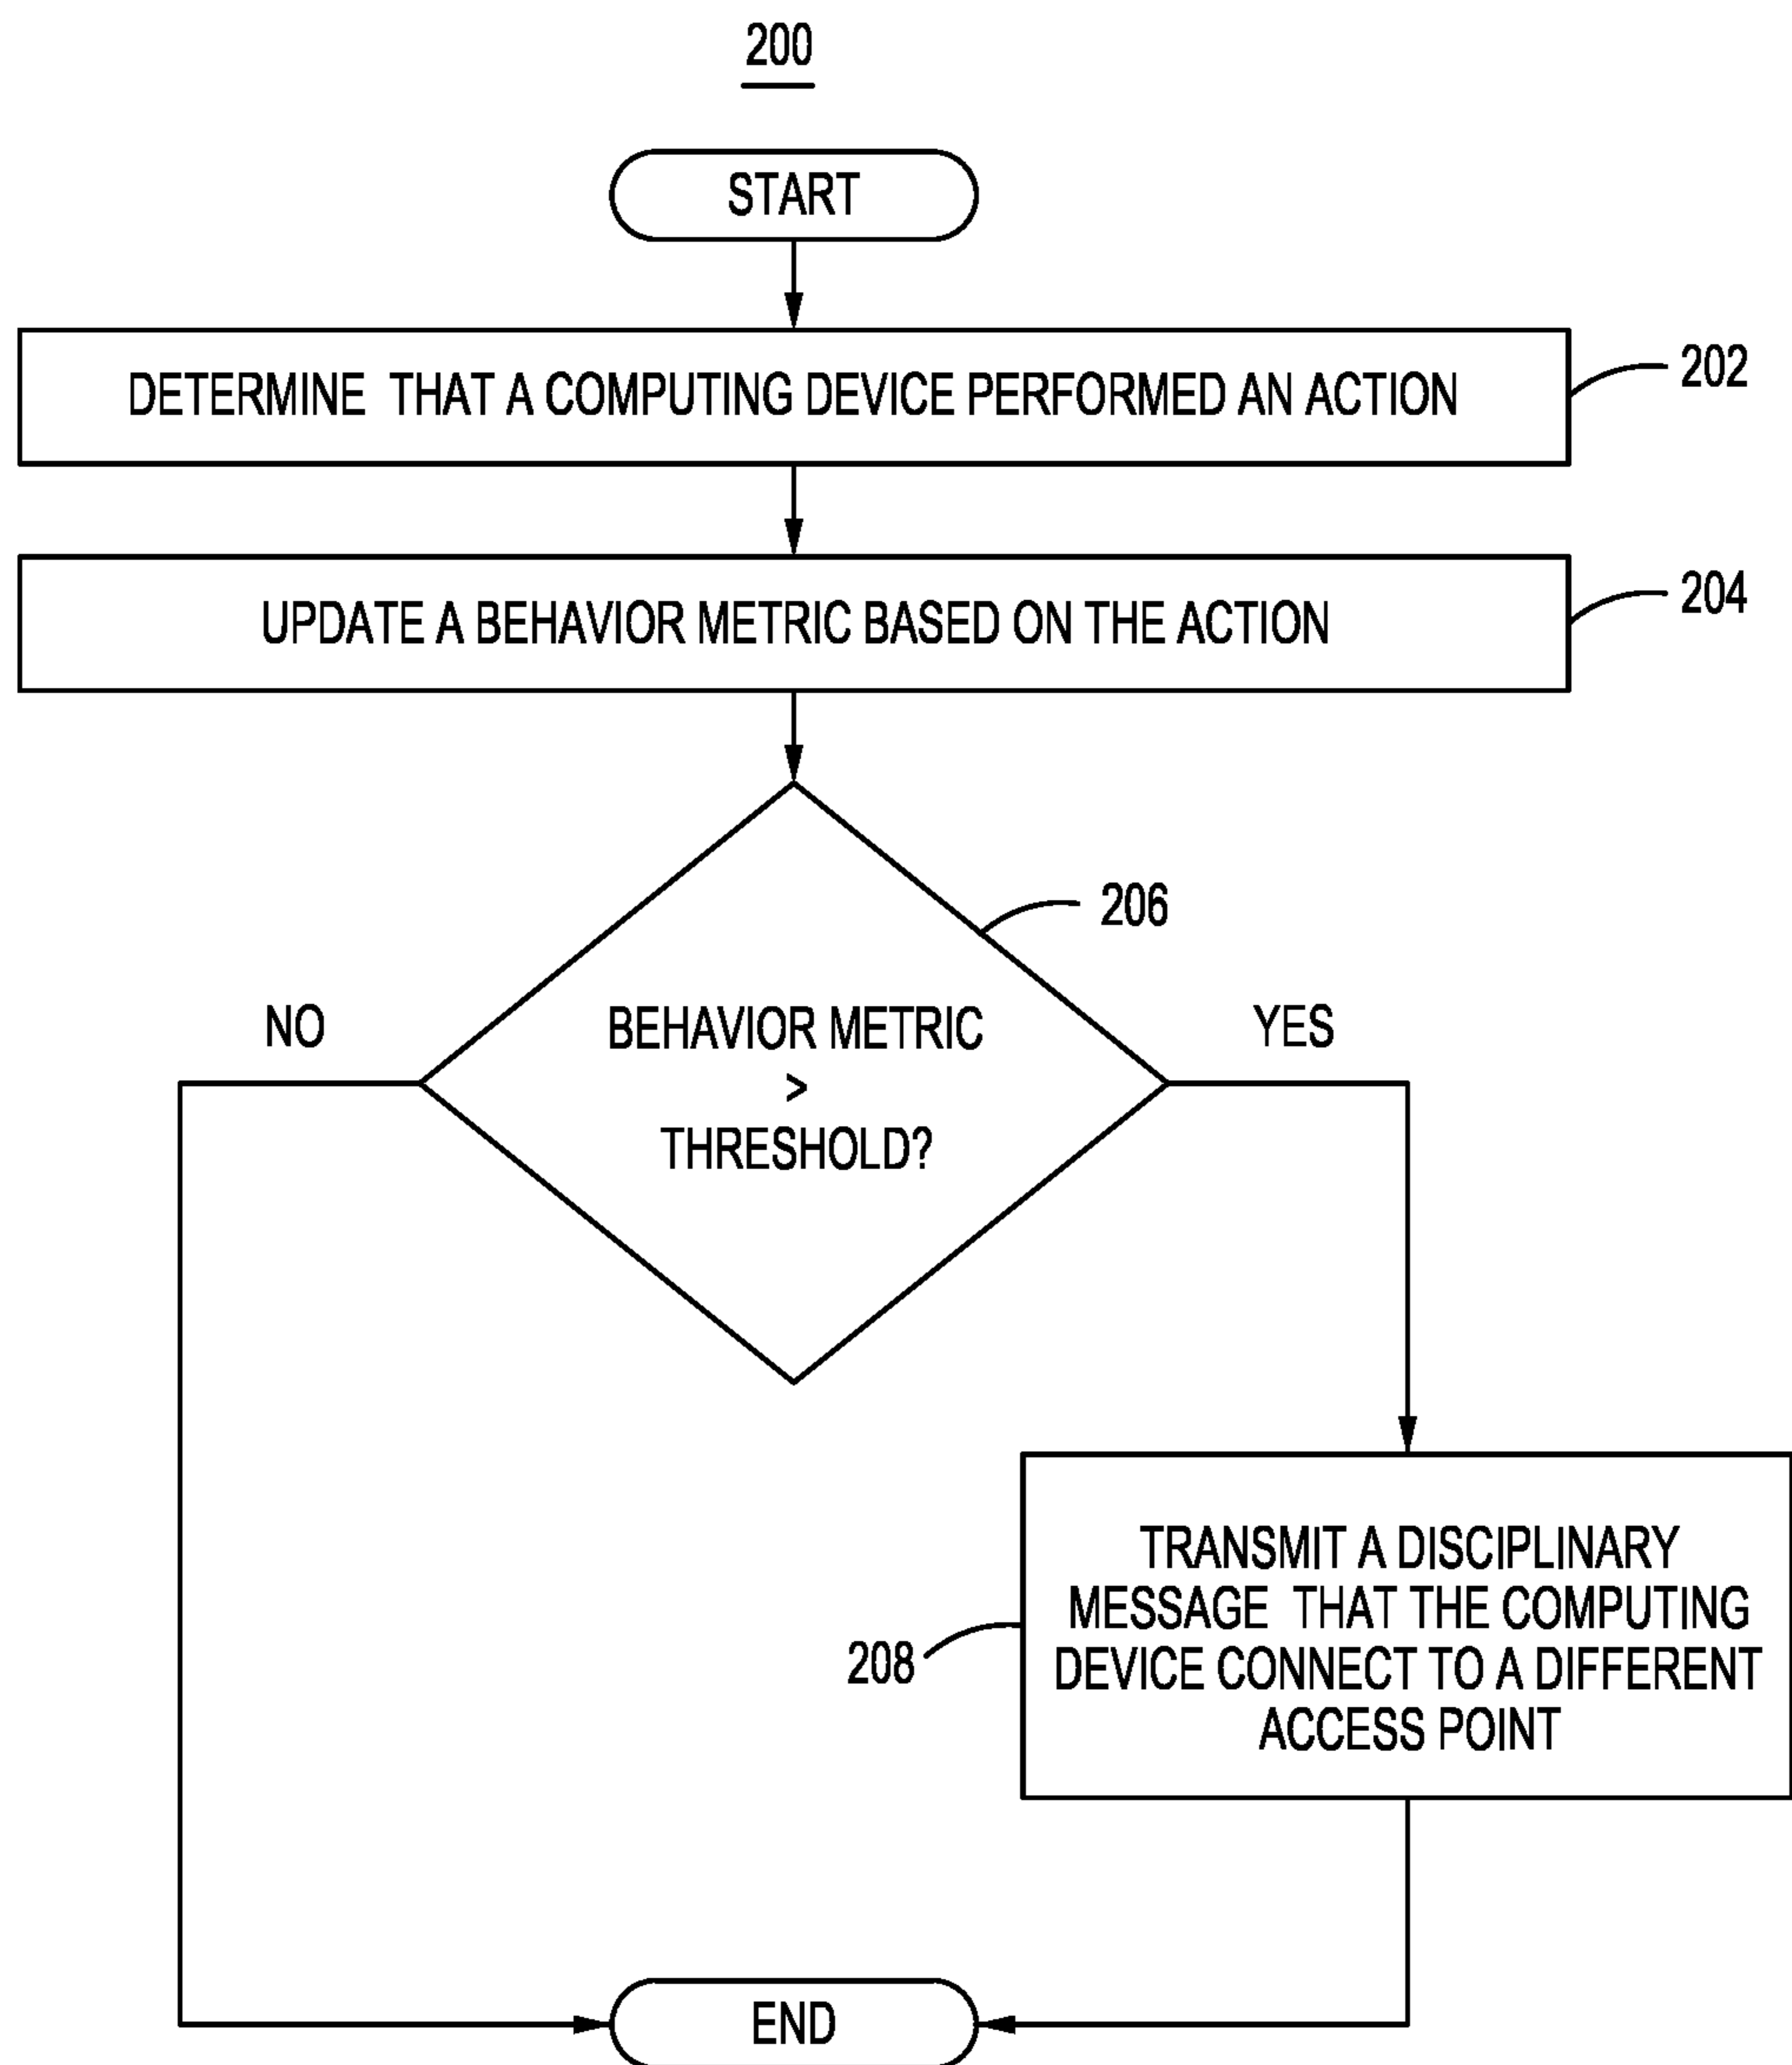 200
START
DETERMINE THAT A COMPUTING DEVICE PERFORMED AN ACTION
202
UPDATE A BEHAVIOR METRIC BASED ON THE ACTION
204
206
NO
BEHAVIOR METRIC
>
THRESHOLD?
YES
TRANSMIT A DISCIPLINARY
MESSAGE THAT THE COMPUTING
DEVICE CONNECT TO A DIFFERENT
ACCESS POINT
208
END